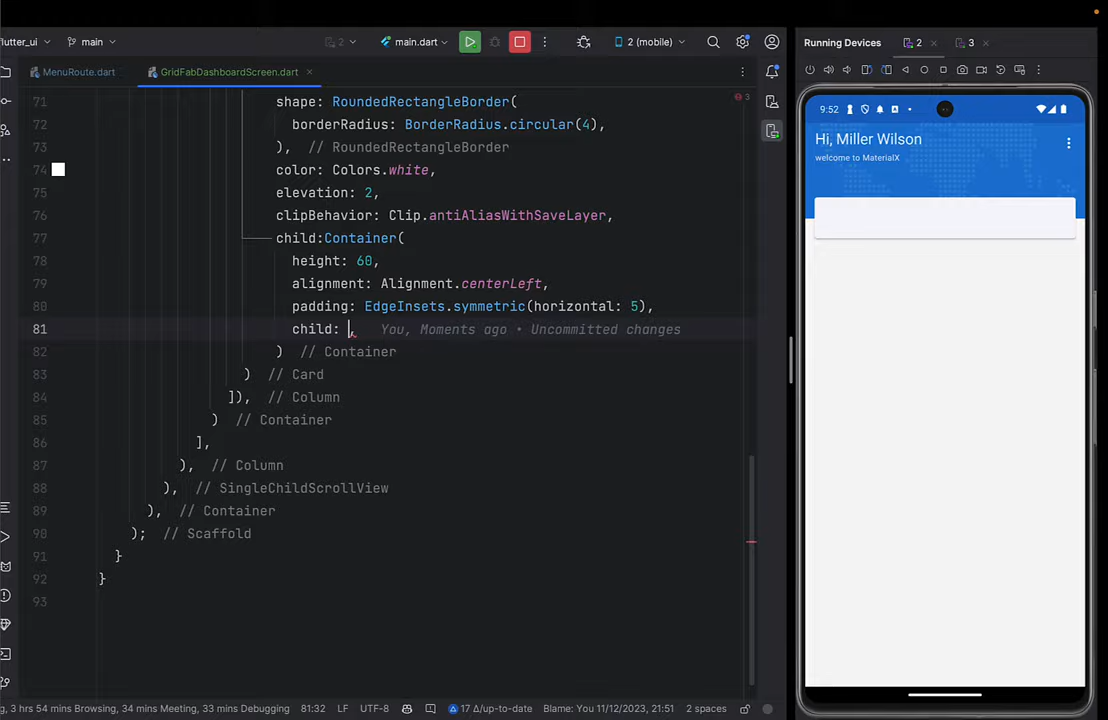 flutter_ui
main
2
main.dart
2 (mobile)
Running Devices
2
3
MenuRoute.dart
GridFabDashboardScreen.dart
3
71 shape: RoundedRectangleBorder(
72 borderRadius: BorderRadius.circular(4),
73 ), // RoundedRectangleBorder
74 color: Colors.white,
75 elevation: 2,
76 clipBehavior: Clip.antiAliasWithSaveLayer,
77 child:Container(
78 height: 60,
79 alignment: Alignment.centerLeft,
80 padding: EdgeInsets.symmetric(horizontal: 5),
81 child: , You, Moments ago • Uncommitted changes
82 ) // Container
83 ) // Card
84 ]), // Column
85 ) // Container
86 ],
87 ), // Column
88 ), // SingleChildScrollView
89 ), // Container
90 ); // Scaffold
91 }
92 }
93
9:52
Hi, Miller Wilson
welcome to MaterialX
g, 3 hrs 54 mins Browsing, 34 mins Meeting, 33 mins Debugging
81:32
LF
UTF-8
17 Δ/up-to-date
Blame: You 11/12/2023, 21:51
2 spaces